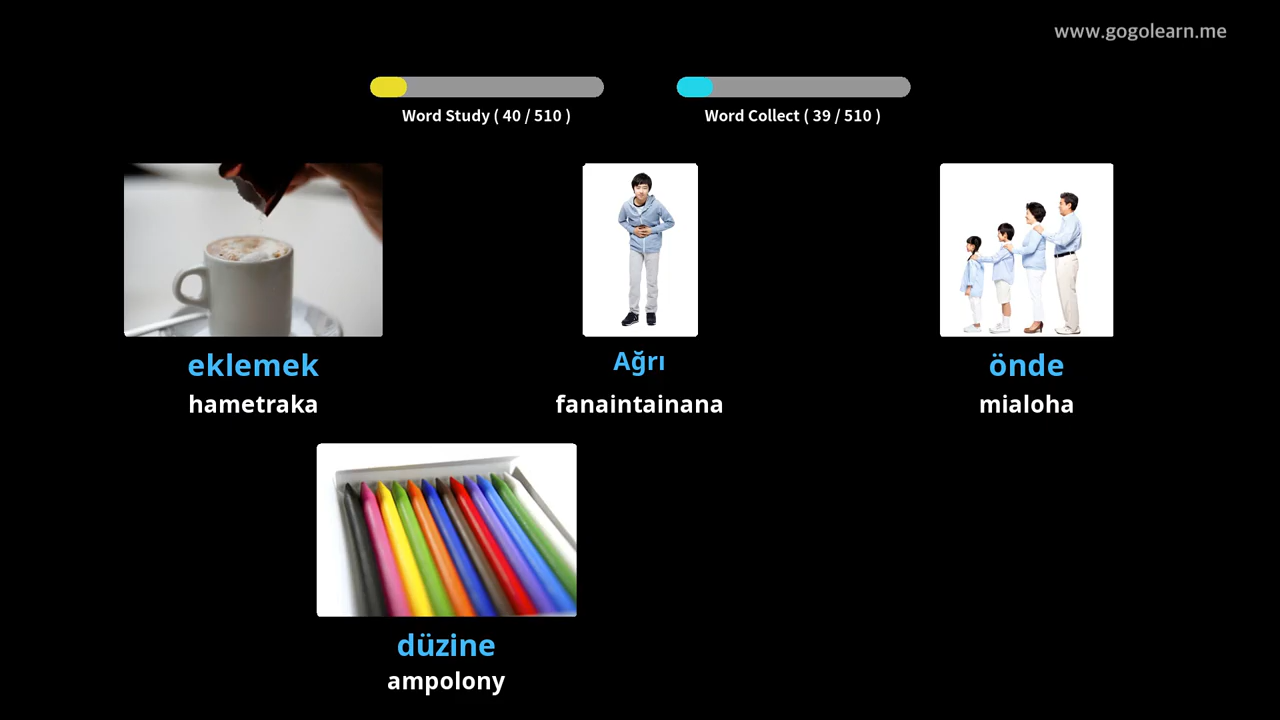 www.gogolearn.me
Word Study ( 40 / 510 )
Word Collect ( 39 / 510 )
eklemek
hametraka
Ağrı
fanaintainana
önde
mialoha
düzine
ampolony